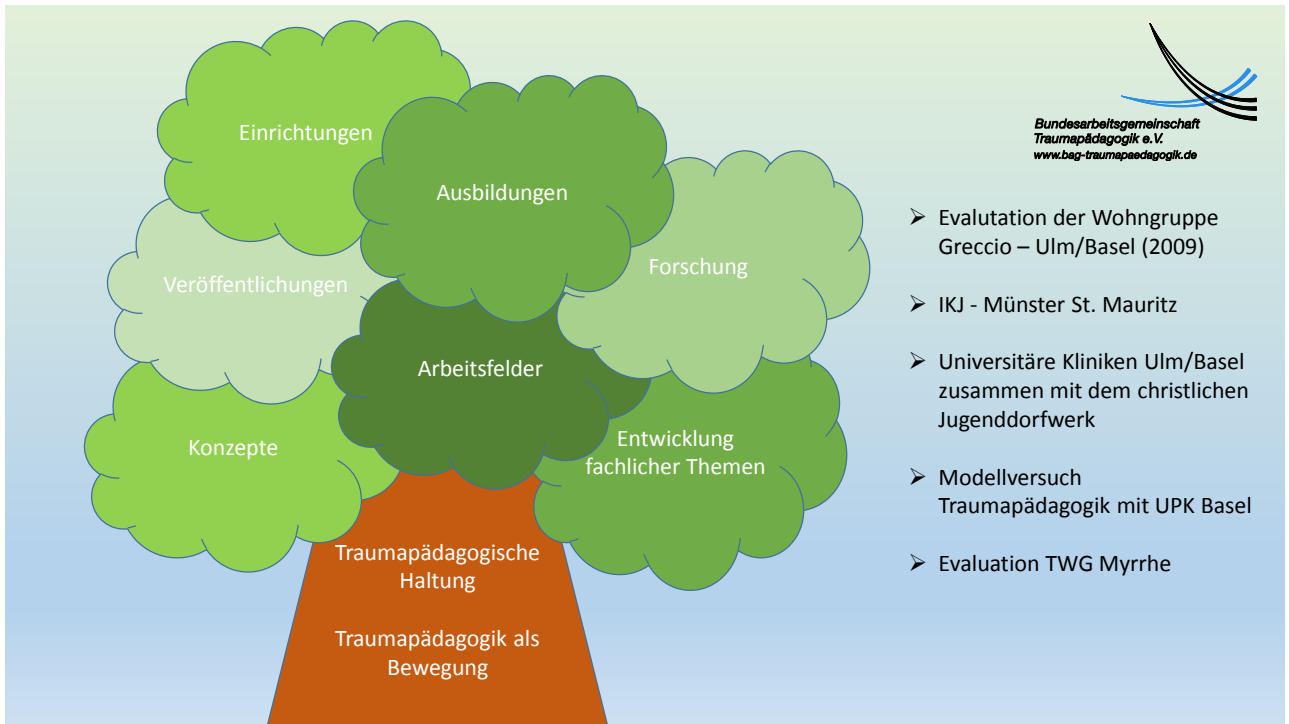 Einrichtungen
Ausbildungen
Veröffentlichungen
Forschung
Arbeitsfelder
Konzepte
Entwicklung
fachlicher Themen
Traumapädagogische
Haltung
Traumapädagogik als
Bewegung
Bundesarbeitsgemeinschaft
Traumapädagogik e.V.
www.bag-traumapaedagogik.de
➢ Evalutation der Wohngruppe
Greccio – Ulm/Basel (2009)
➢ IKJ - Münster St. Mauritz
➢ Universitäre Kliniken Ulm/Basel
zusammen mit dem christlichen
Jugenddorfwerk
➢ Modellversuch
Traumapädagogik mit UPK Basel
➢ Evaluation TWG Myrrhe